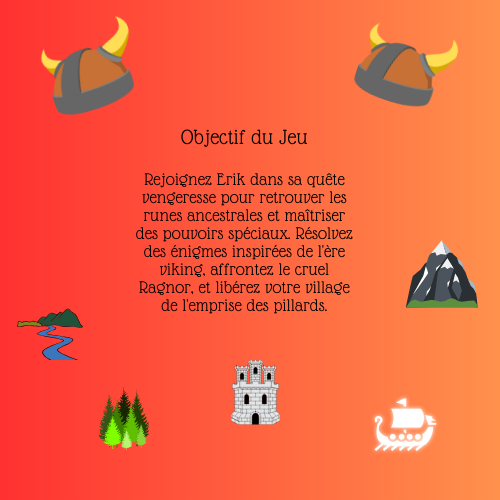 Objectif du Jeu
Rejoignez Erik dans sa quête
vengeresse pour retrouver les
runes ancestrales et maîtriser
des pouvoirs spéciaux. Résolvez
des énigmes inspirées de l'ère
viking, affrontez le cruel
Ragnor, et libérez votre village
de l'emprise des pillards.